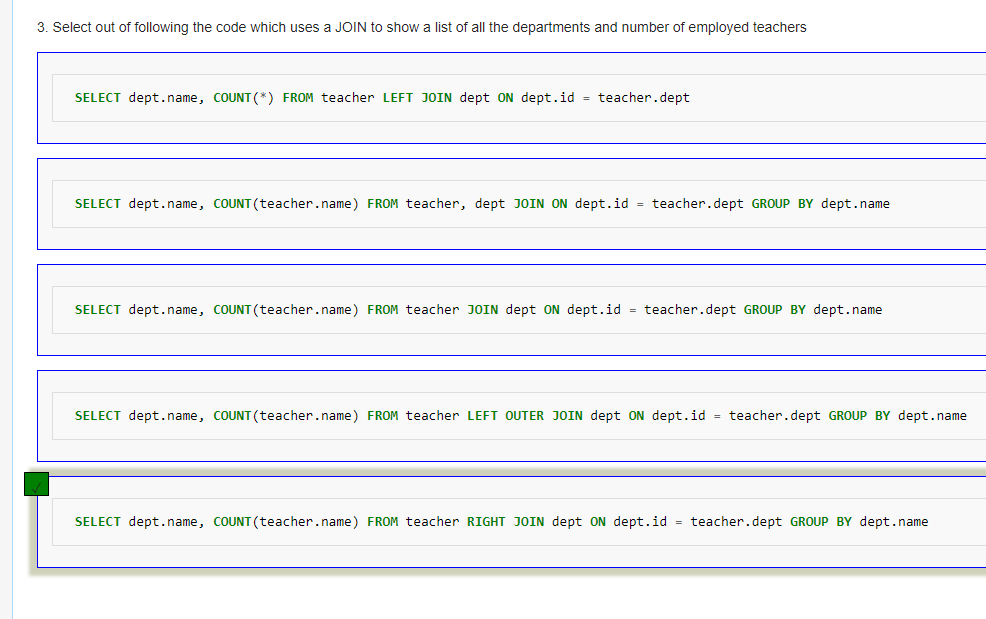 3. Select out of following the code which uses a JOIN to show a list of all the departments and number of employed teachers
SELECT dept.name, COUNT(*) FROM teacher LEFT JOIN dept ON dept.id = teacher.dept
SELECT dept.name, COUNT(teacher.name) FROM teacher, dept JOIN ON dept.id = teacher.dept GROUP BY dept.name
SELECT dept.name, COUNT(teacher.name) FROM teacher JOIN dept ON dept.id = teacher.dept GROUP BY dept.name
SELECT dept.name, COUNT(teacher.name) FROM teacher LEFT OUTER JOIN dept ON dept.id = teacher.dept GROUP BY dept.name
SELECT dept.name, COUNT(teacher.name) FROM teacher RIGHT JOIN dept ON dept.id = teacher.dept GROUP BY dept.name